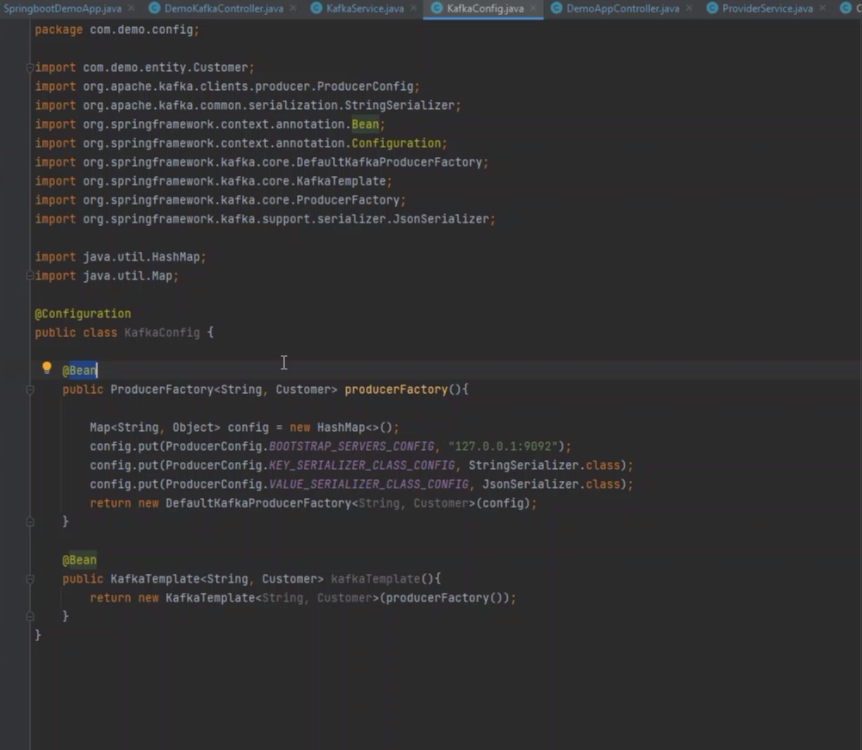 SpringbootDemoApp.java DemoKafkaController.java KafkaService.java KafkaConfig.java DemoAppController.java ProviderService.java
package com.demo.config;
import com.demo.entity.Customer;
import org.apache.kafka.clients.producer.ProducerConfig;
import org.apache.kafka.common.serialization.StringSerializer;
import org.springframework.context.annotation.Bean;
import org.springframework.context.annotation.Configuration;
import org.springframework.kafka.core.DefaultKafkaProducerFactory;
import org.springframework.kafka.core.KafkaTemplate;
import org.springframework.kafka.core.ProducerFactory;
import org.springframework.kafka.support.serializer.JsonSerializer;
import java.util.HashMap;
import java.util.Map;
@Configuration
public class KafkaConfig {
@Bean
public ProducerFactory<String, Customer> producerFactory(){
Map<String, Object> config = new HashMap<>();
config.put(ProducerConfig.BOOTSTRAP_SERVERS_CONFIG, "127.0.0.1:9092");
config.put(ProducerConfig.KEY_SERIALIZER_CLASS_CONFIG, StringSerializer.class);
config.put(ProducerConfig.VALUE_SERIALIZER_CLASS_CONFIG, JsonSerializer.class);
return new DefaultKafkaProducerFactory<String, Customer>(config);
}
@Bean
public KafkaTemplate<String, Customer> kafkaTemplate(){
return new KafkaTemplate<String, Customer>(producerFactory());
}
}